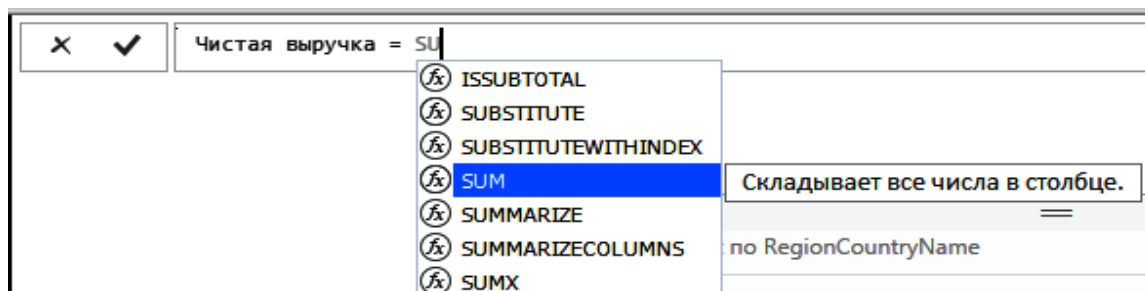 Чистая выручка = SU
ISSUBTOTAL
SUBSTITUTE
SUBSTITUTEWITHINDEX
SUM
Складывает все числа в столбце.
SUMMARIZE
SUMMARIZECOLUMNS
по RegionCountryName
SUMX